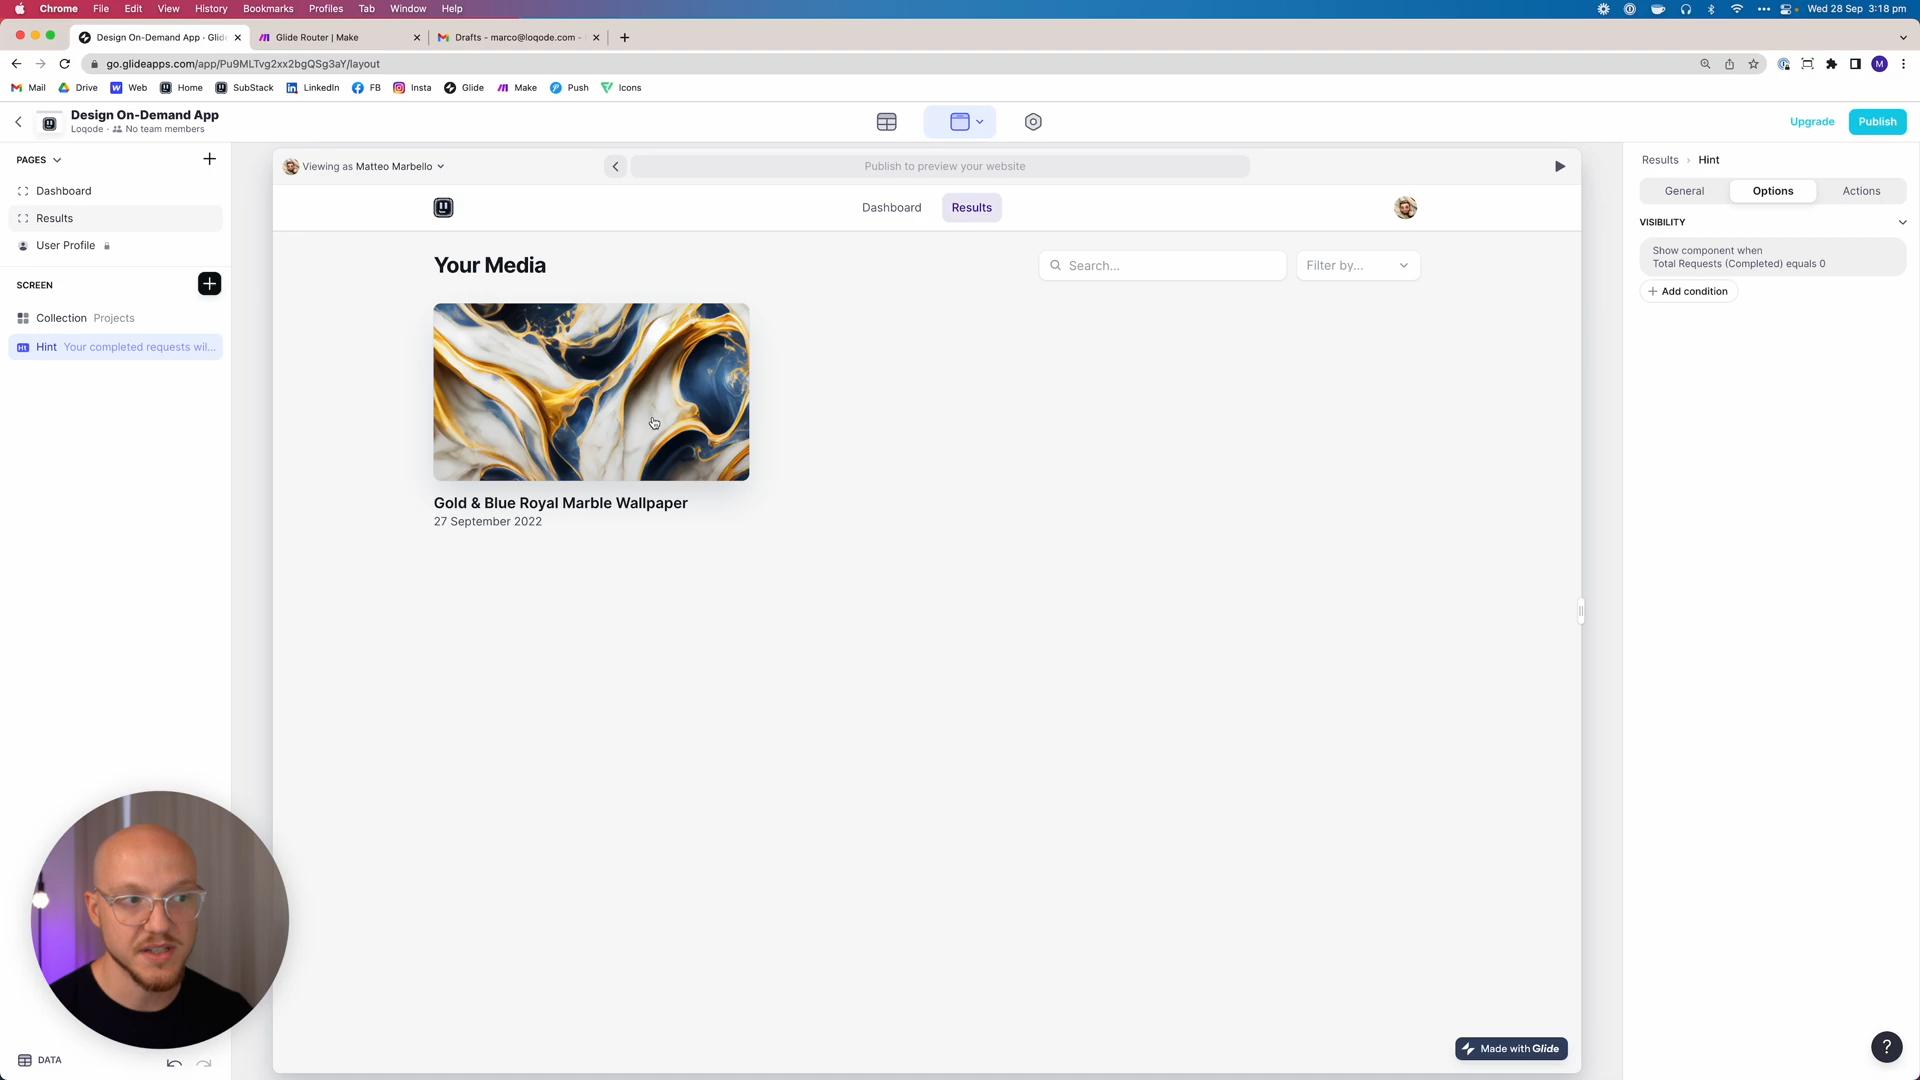 Chrome File Edit View History Bookmarks Profiles Tab Window Help Wed 28 Sep 3:18 pm
Design On-Demand App · Glid
Glide Router | Make
Drafts - marco@loqode.com -
go.glideapps.com/app/Pu9MLTvg2xx2bgQSg3aY/layout
M
Mail Drive Web Home SubStack LinkedIn FB Insta Glide Make Push Icons
Design On-Demand App
Loqode · No team members
Upgrade
Publish
PAGES
Dashboard
Results
User Profile
SCREEN
Collection Projects
Ht Hint Your completed requests wil...
DATA
Viewing as Matteo Marbello
Publish to preview your website
Dashboard
Results
Your Media
Search...
Filter by...
Gold & Blue Royal Marble Wallpaper
27 September 2022
Made with Glide
Results › Hint
General
Options
Actions
VISIBILITY
Show component when
Total Requests (Completed) equals 0
+ Add condition
?